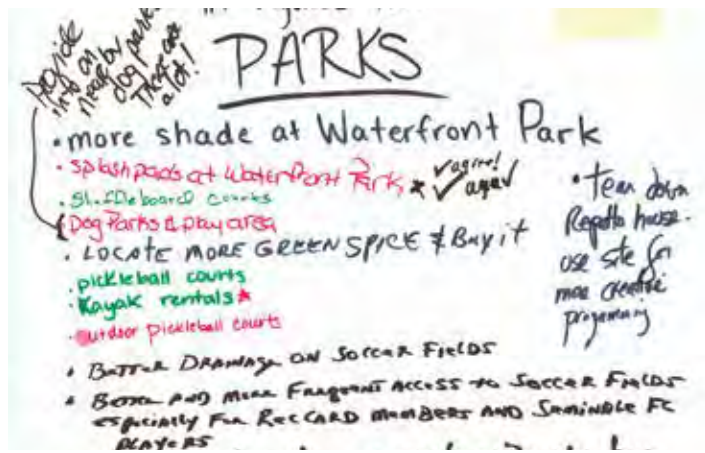 Provide
info on
nearby
dog parks
There are
a lot!
PARKS
• more shade at Waterfront Park
• Splash pads at Waterfront Park * ✓ agree! ✓ agree
• Shuffleboard courts
• Dog Parks & play area
• LOCATE MORE GREEN SPICE & Buy it
• pickleball courts
• Kayak rentals *
• outdoor pickleball courts
• tear down
Regatta house.
use site for
more creative
programing
• BETTER DRAINAGE ON SOCCER FIELDS
• BETTER AND MORE FREQUENT ACCESS to SOCCER FIELDS
ESPECIALLY FOR REC CARD MEMBERS AND SEMINOLE FC
PLAYERS